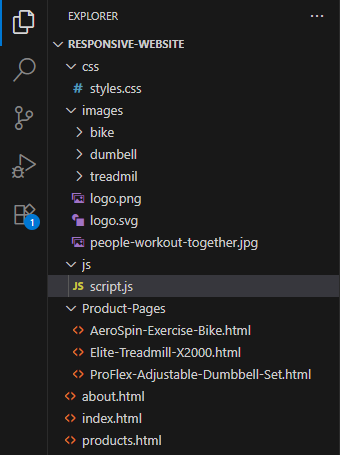 EXPLORER
RESPONSIVE-WEBSITE
css
# styles.css
images
bike
dumbell
treadmil
logo.png
logo.svg
people-workout-together.jpg
js
JS script.js
Product-Pages
<> AeroSpin-Exercise-Bike.html
<> Elite-Treadmill-X2000.html
<> ProFlex-Adjustable-Dumbbell-Set.html
<> about.html
<> index.html
<> products.html
1